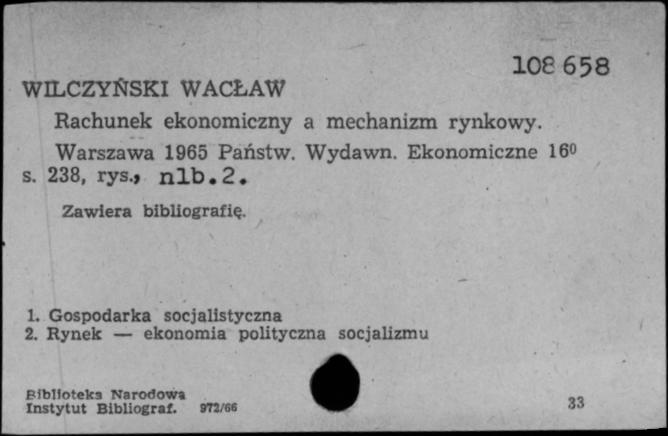 108 658
WILCZYŃSKI WACŁAW
Rachunek ekonomiczny a mechanizm rynkowy.
Warszawa 1965 Państw. Wydawn. Ekonomiczne 16⁰
s. 238, rys., nlb.2.
Zawiera bibliografię.
1. Gospodarka socjalistyczna
2. Rynek — ekonomia polityczna socjalizmu
Biblioteka Narodowa
Instytut Bibliograf. 972/66
33